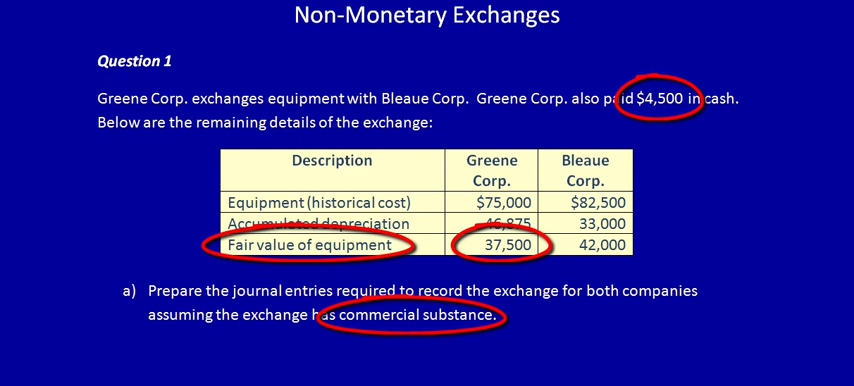 Non-Monetary Exchanges
Question 1
Greene Corp. exchanges equipment with Bleaue Corp. Greene Corp. also paid $4,500 in cash.
Below are the remaining details of the exchange:
Description Greene Corp. Bleaue Corp.
Equipment (historical cost) $75,000 $82,500
Accumulated depreciation 46,875 33,000
Fair value of equipment 37,500 42,000
a) Prepare the journal entries required to record the exchange for both companies
assuming the exchange has commercial substance.